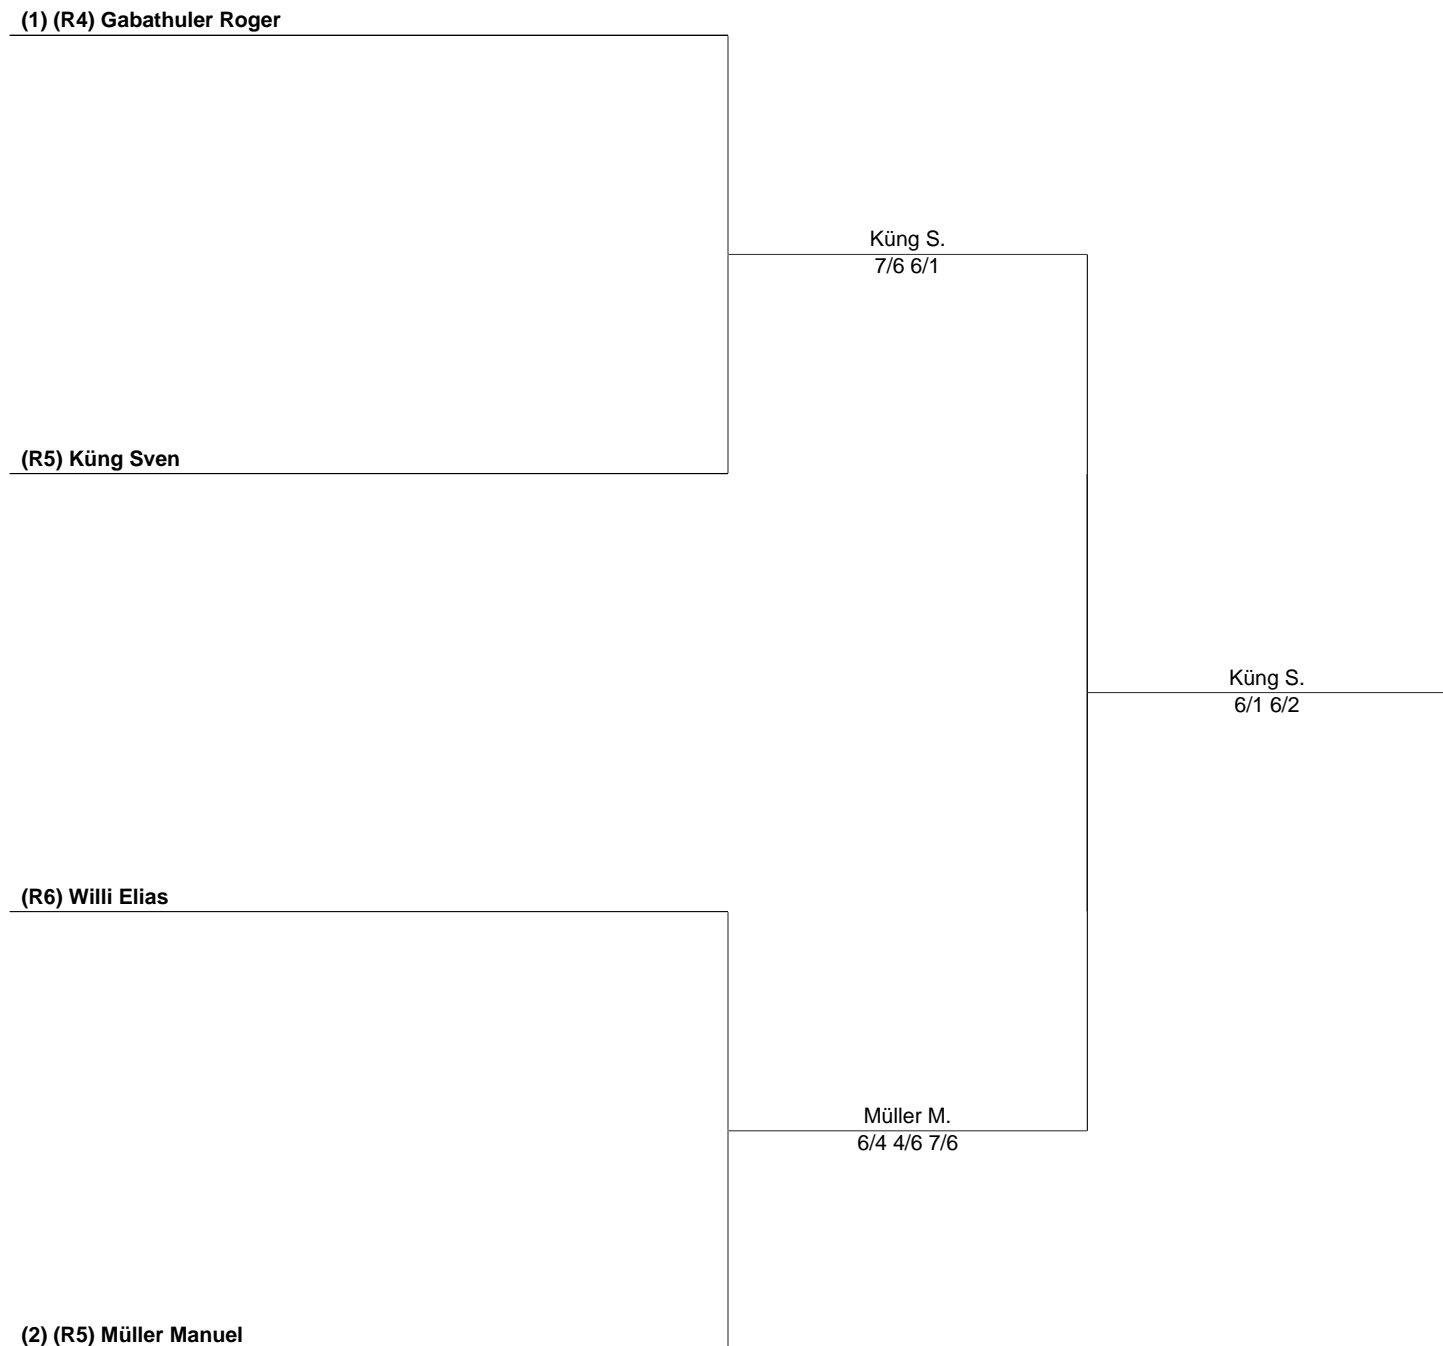 (1) (R4) Gabathuler Roger
Küng S.
7/6 6/1
(R5) Küng Sven
Küng S.
6/1 6/2
(R6) Willi Elias
Müller M.
6/4 4/6 7/6
(2) (R5) Müller Manuel